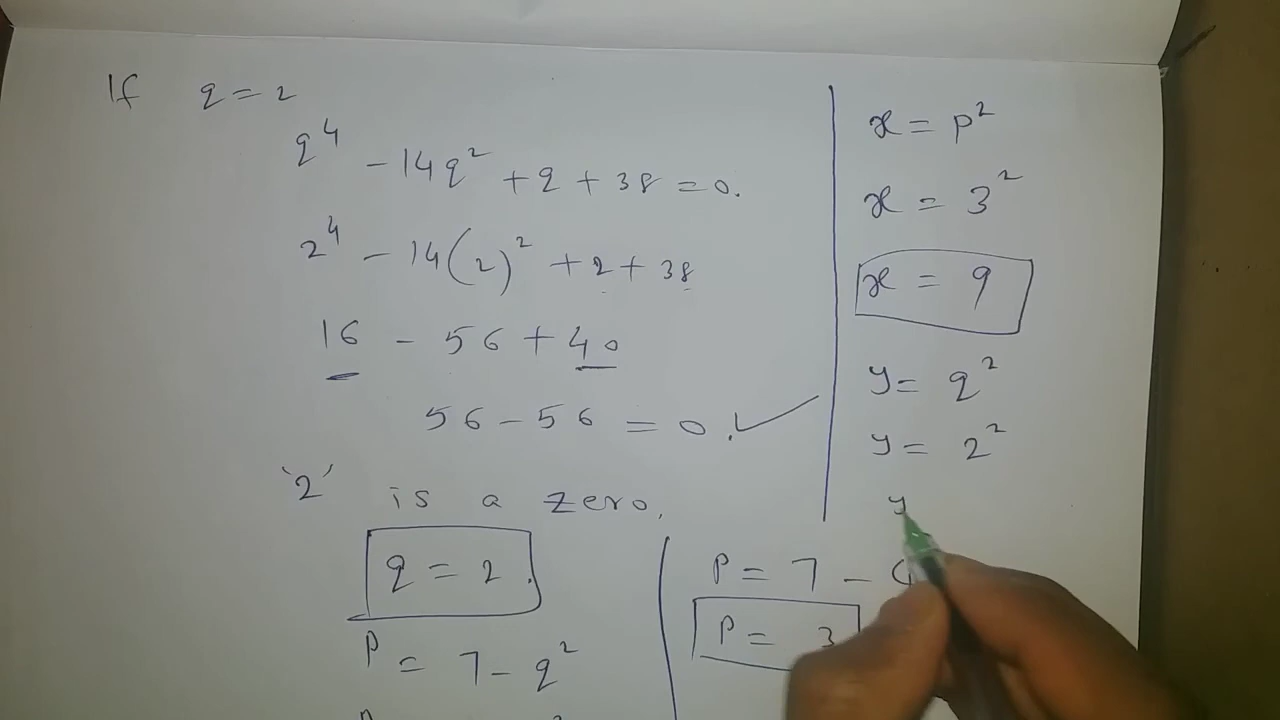 If q = 2
q⁴ - 14q² + q + 38 = 0.
2⁴ - 14(2)² + 2 + 38
16 - 56 + 40
56 - 56 = 0.
'2' is a zero.
q = 2.
P = 7 - q²
P = 7 -
P = 3
x = p²
x = 3²
x = 9
y = q²
y = 2²
y